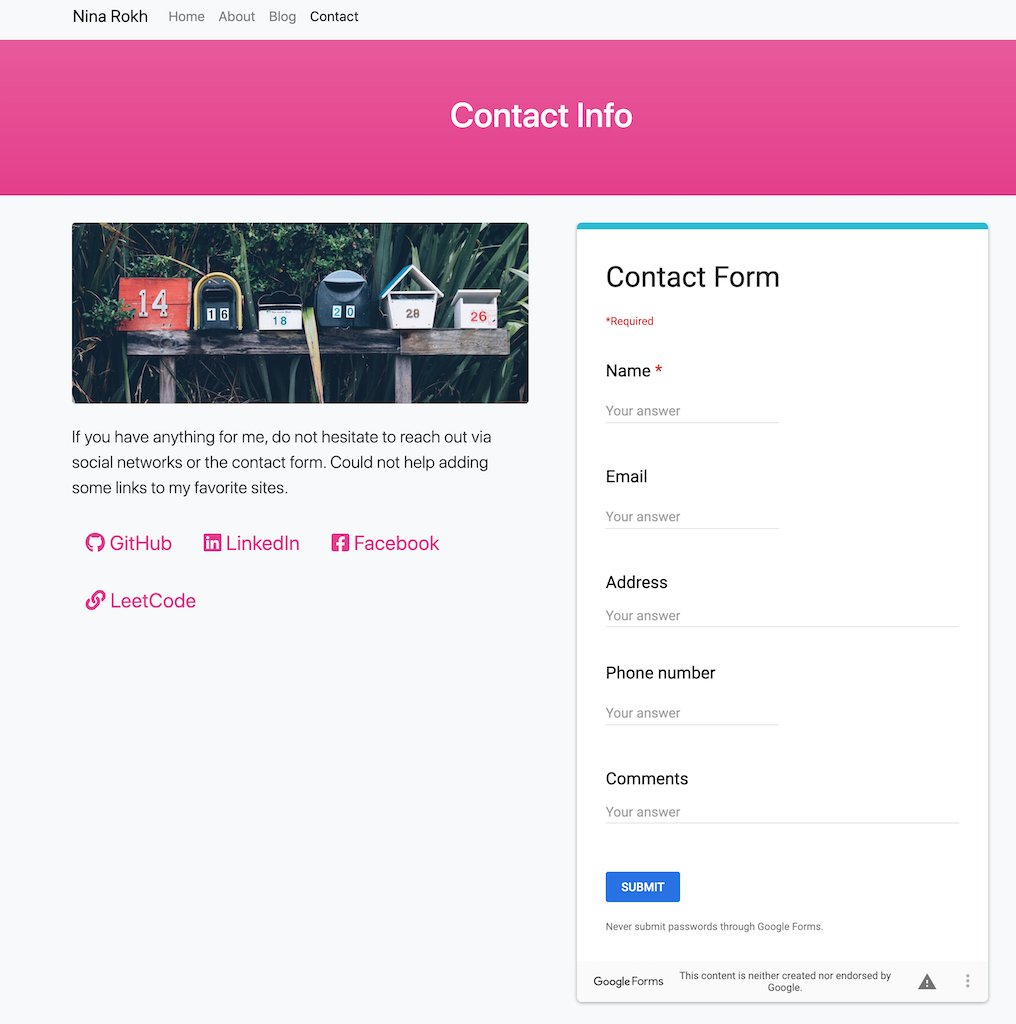 Nina Rokh Home About Blog Contact
Contact Info
14
16
18
20
28
26
If you have anything for me, do not hesitate to reach out via
social networks or the contact form. Could not help adding
some links to my favorite sites.
GitHub LinkedIn Facebook
LeetCode
Contact Form
*Required
Name *
Your answer
Email
Your answer
Address
Your answer
Phone number
Your answer
Comments
Your answer
SUBMIT
Never submit passwords through Google Forms.
Google Forms
This content is neither created nor endorsed by
Google.